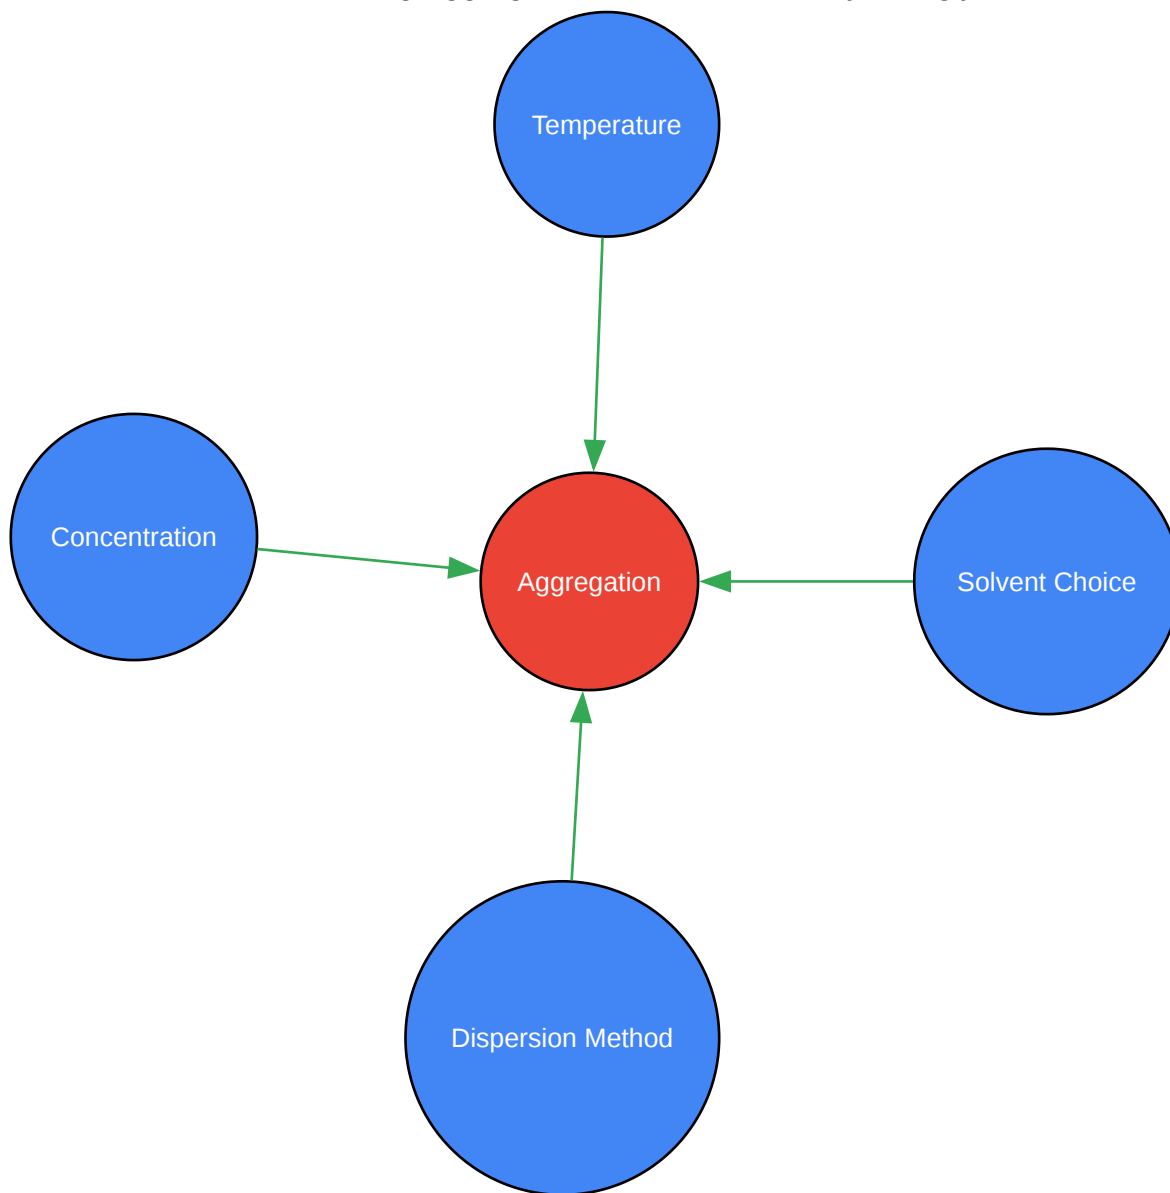 Temperature
Concentration
Aggregation
Solvent Choice
Dispersion Method